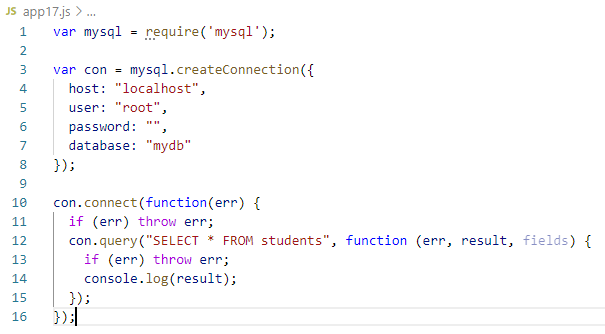 JS app17.js > ...
1 var mysql = require('mysql');
2
3 var con = mysql.createConnection({
4   host: "localhost",
5   user: "root",
6   password: "",
7   database: "mydb"
8 });
9
10 con.connect(function(err) {
11   if (err) throw err;
12   con.query("SELECT * FROM students", function (err, result, fields) {
13     if (err) throw err;
14     console.log(result);
15   });
16 });